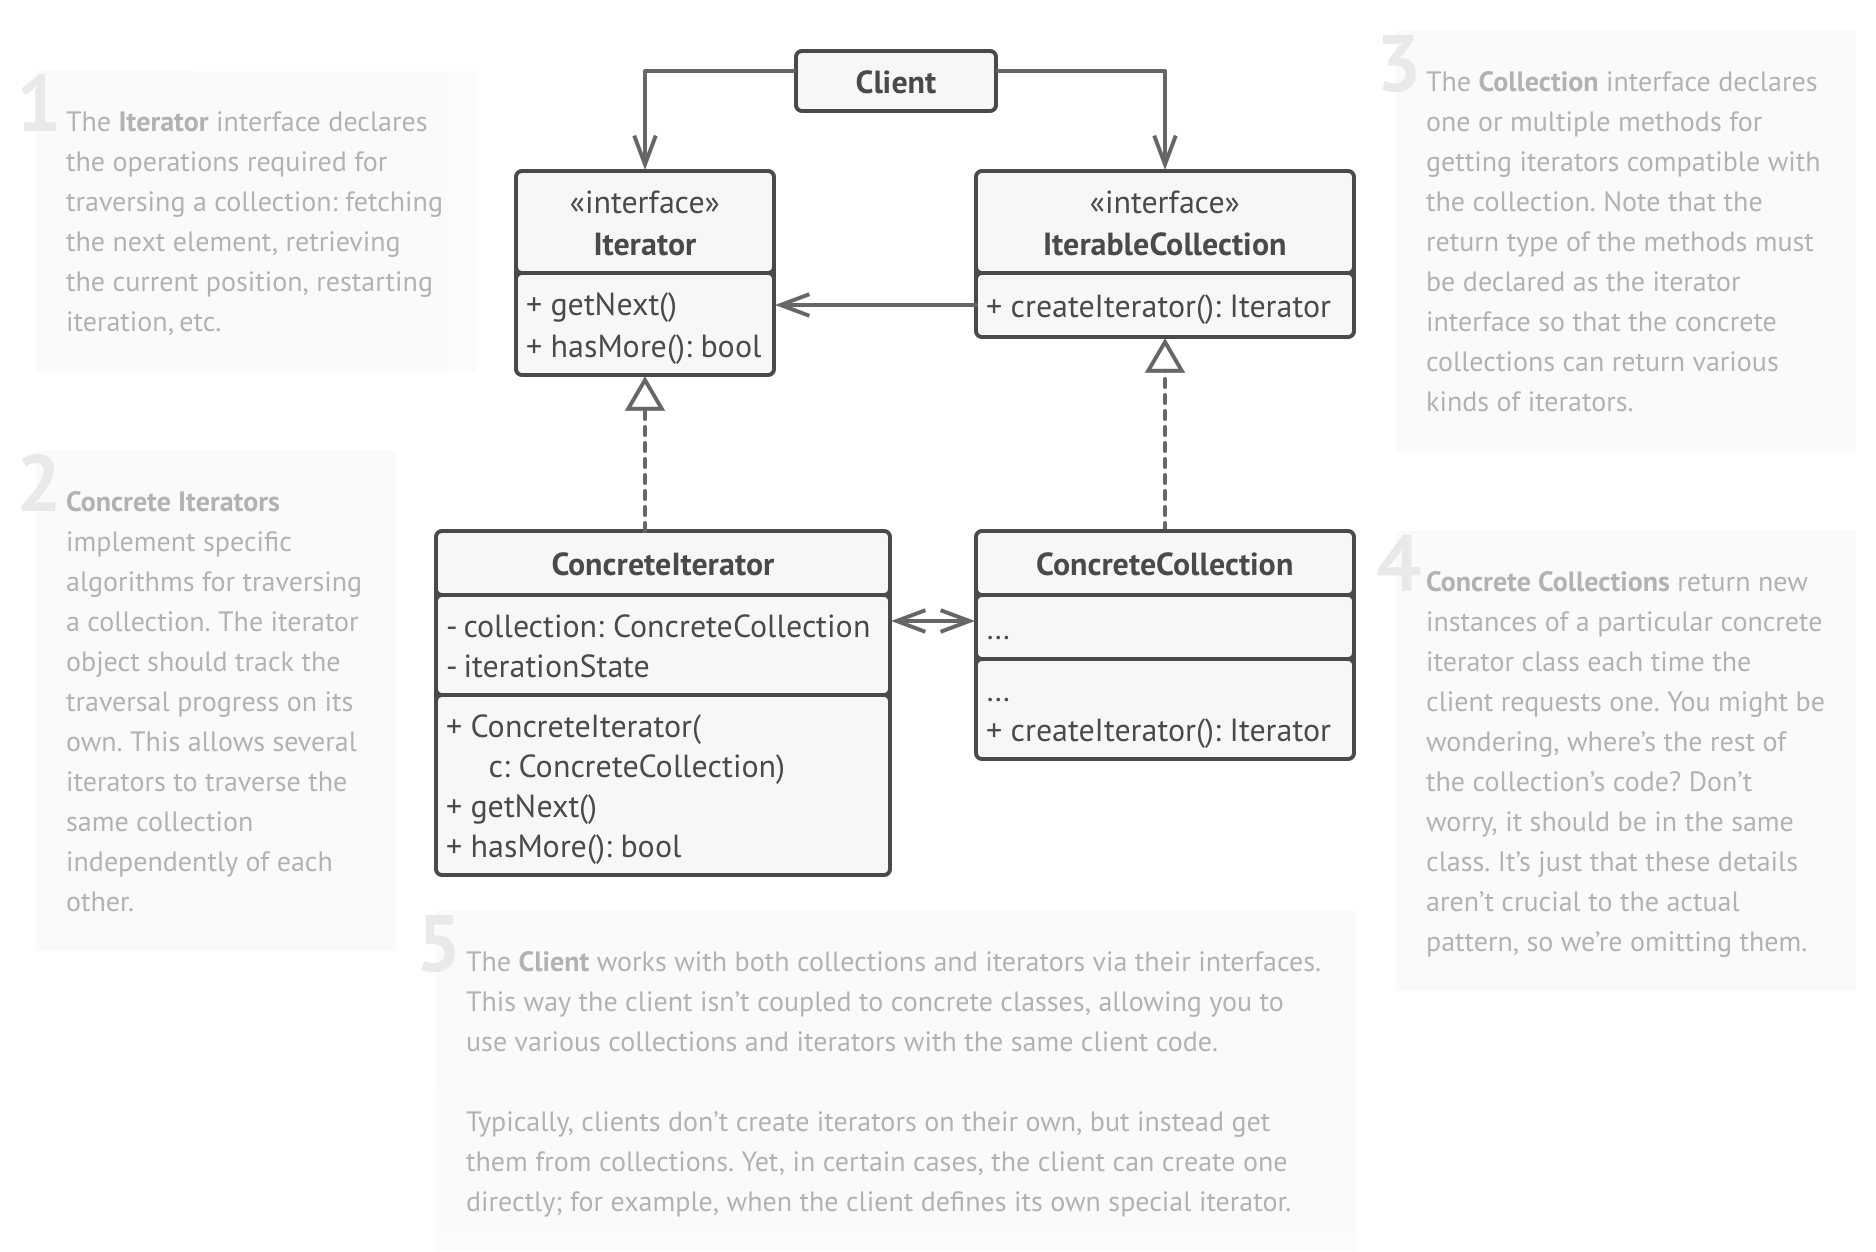 1
The Iterator interface declares
the operations required for
traversing a collection: fetching
the next element, retrieving
the current position, restarting
iteration, etc.
2
Concrete Iterators
implement specific
algorithms for traversing
a collection. The iterator
object should track the
traversal progress on its
own. This allows several
iterators to traverse the
same collection
independently of each
other.
Client
«interface»
Iterator
+ getNext()
+ hasMore(): bool
«interface»
IterableCollection
+ createIterator(): Iterator
ConcreteIterator
- collection: ConcreteCollection
- iterationState
+ ConcreteIterator(
c: ConcreteCollection)
+ getNext()
+ hasMore(): bool
ConcreteCollection
...
...
+ createIterator(): Iterator
3
The Collection interface declares
one or multiple methods for
getting iterators compatible with
the collection. Note that the
return type of the methods must
be declared as the iterator
interface so that the concrete
collections can return various
kinds of iterators.
4
Concrete Collections return new
instances of a particular concrete
iterator class each time the
client requests one. You might be
wondering, where’s the rest of
the collection’s code? Don’t
worry, it should be in the same
class. It’s just that these details
aren’t crucial to the actual
pattern, so we’re omitting them.
5
The Client works with both collections and iterators via their interfaces.
This way the client isn’t coupled to concrete classes, allowing you to
use various collections and iterators with the same client code.
Typically, clients don’t create iterators on their own, but instead get
them from collections. Yet, in certain cases, the client can create one
directly; for example, when the client defines its own special iterator.